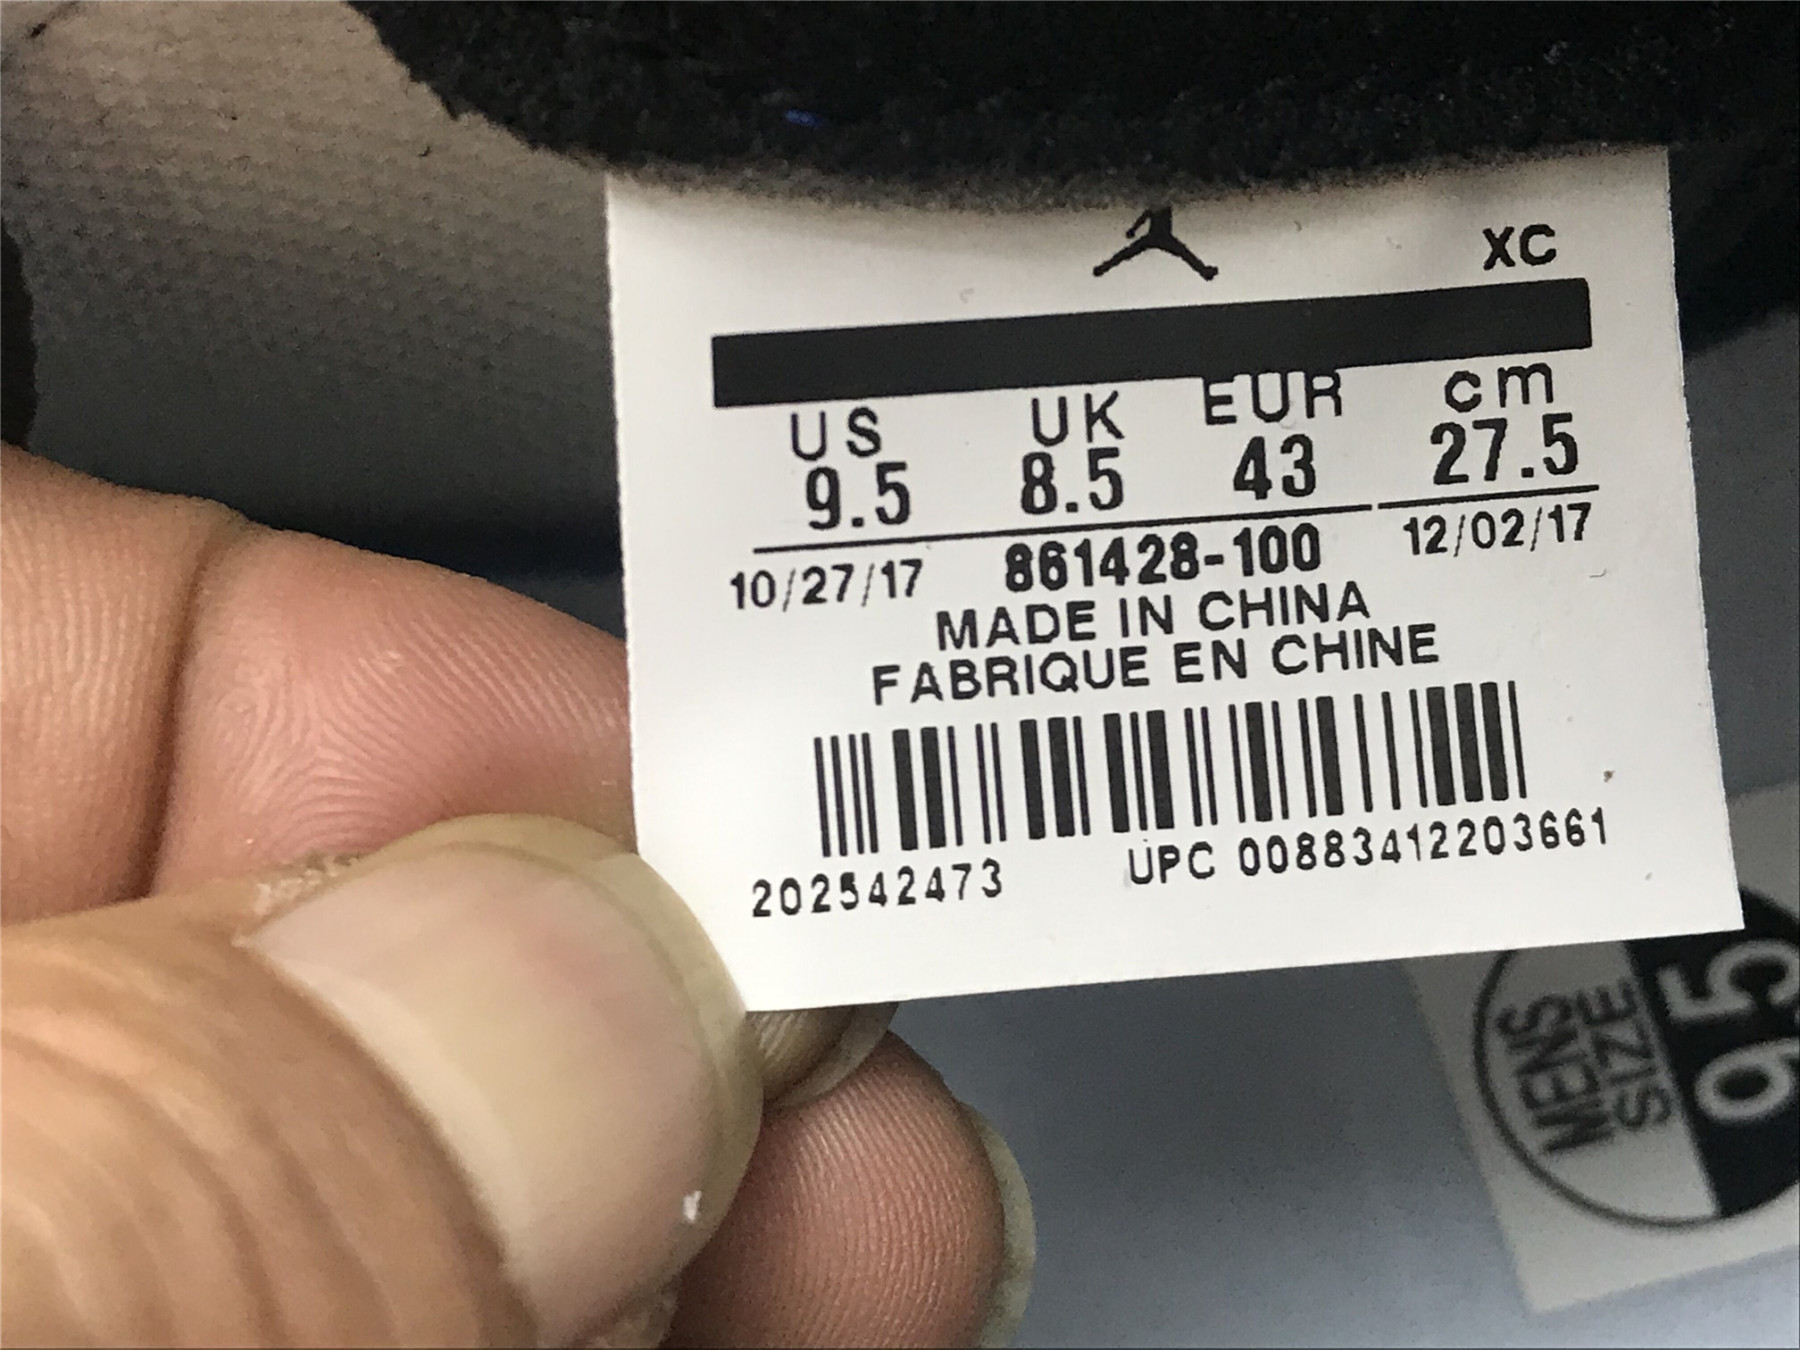 XC
US UK EUR cm
9.5 8.5 43 27.5
10/27/17 861428-100 12/02/17
MADE IN CHINA
FABRIQUE EN CHINE
202542473 UPC 00883412203661
MENS
SIZE
9.5